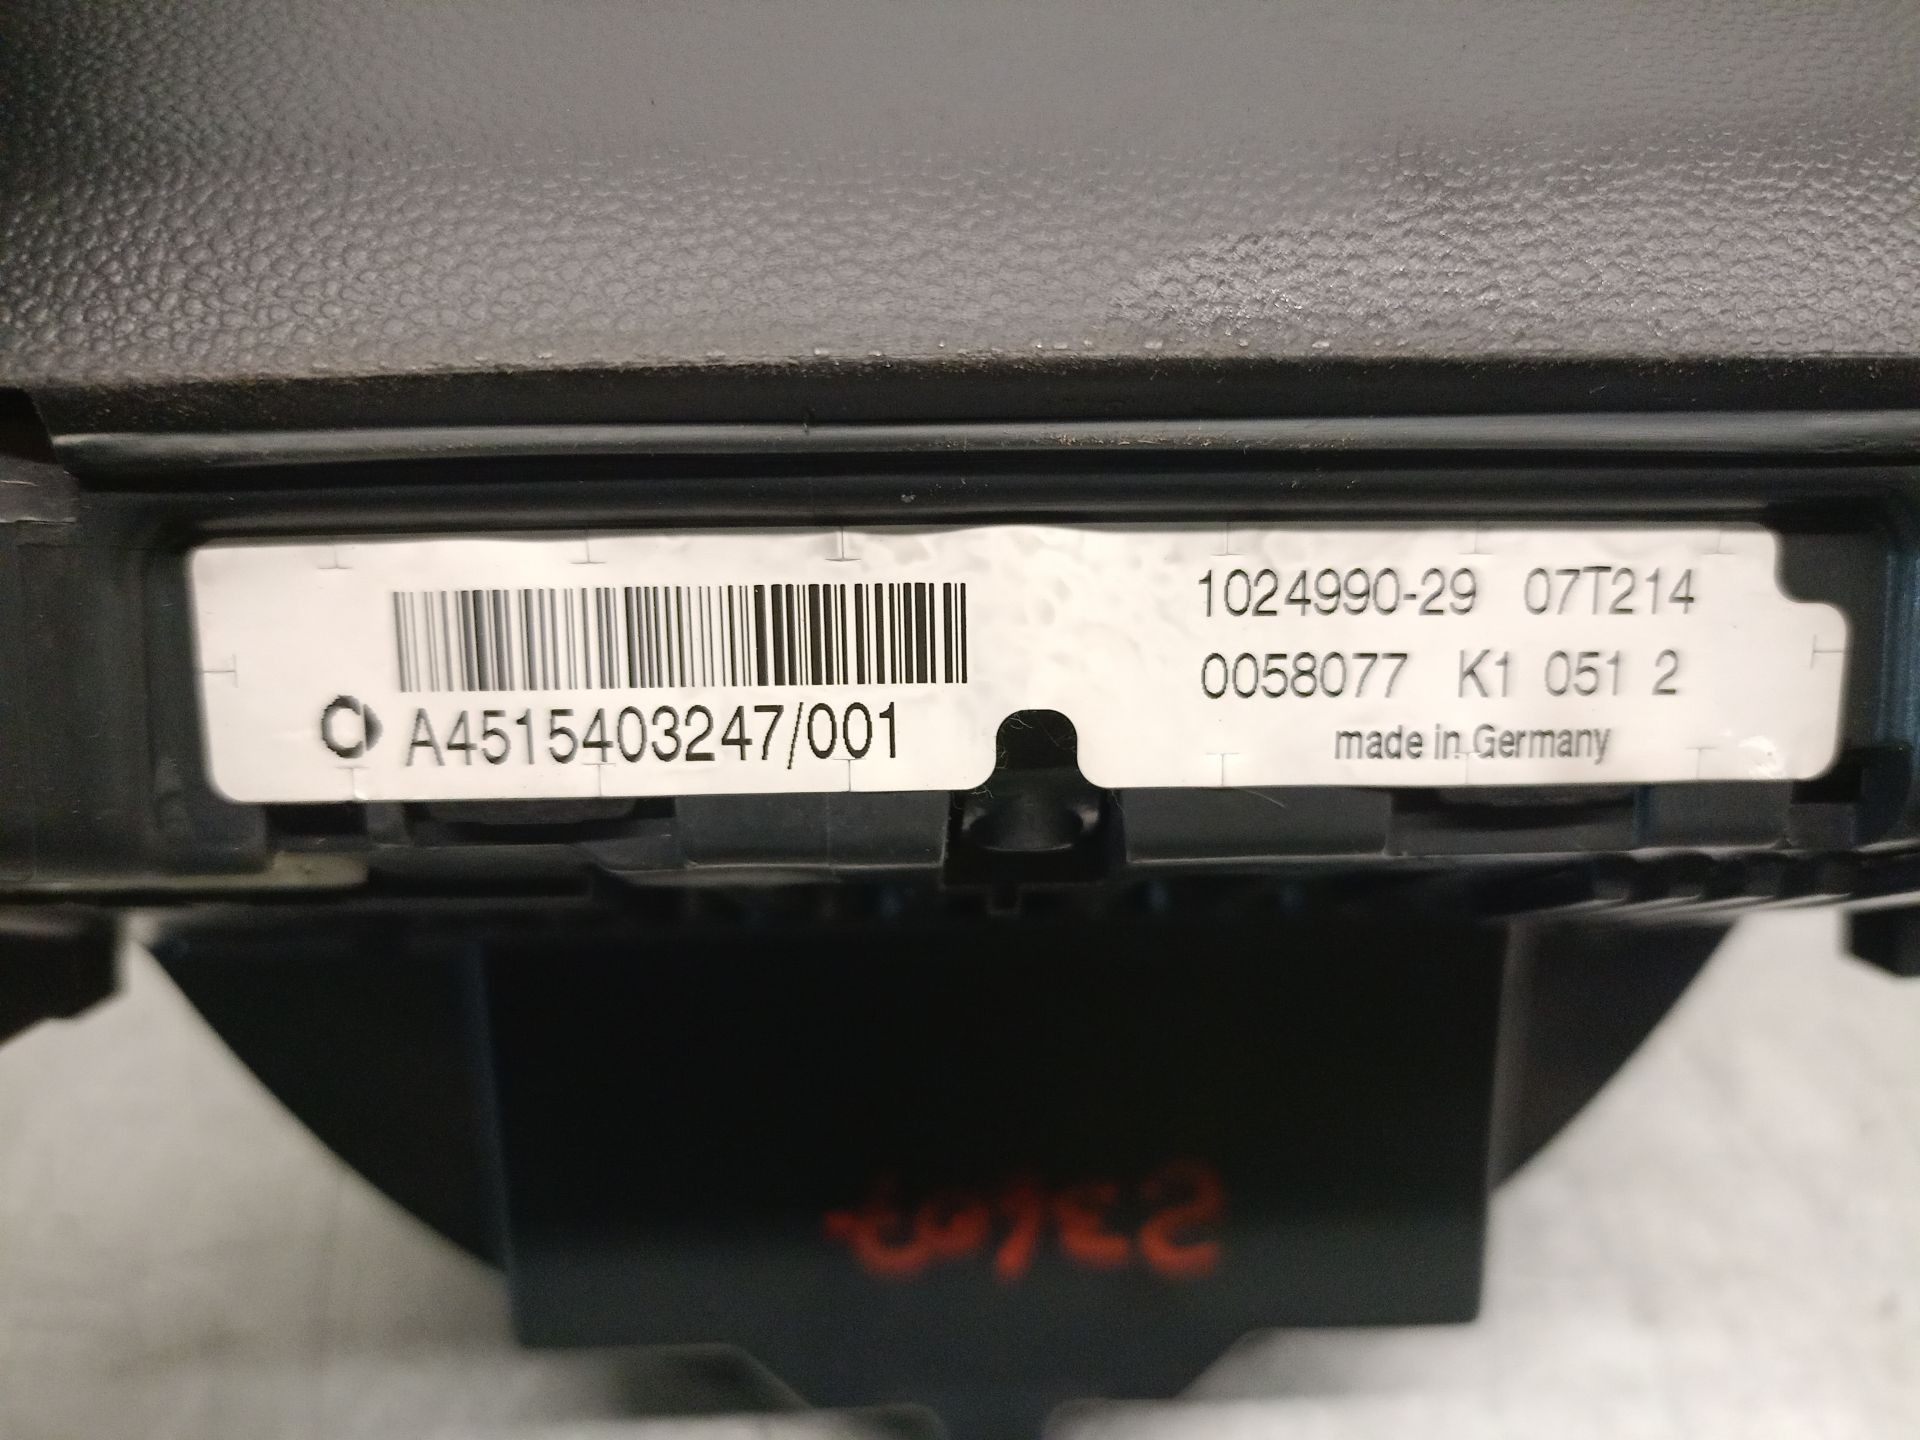 1024990-29 07T214
0058077 K1 051 2
A4515403247/001
made in Germany